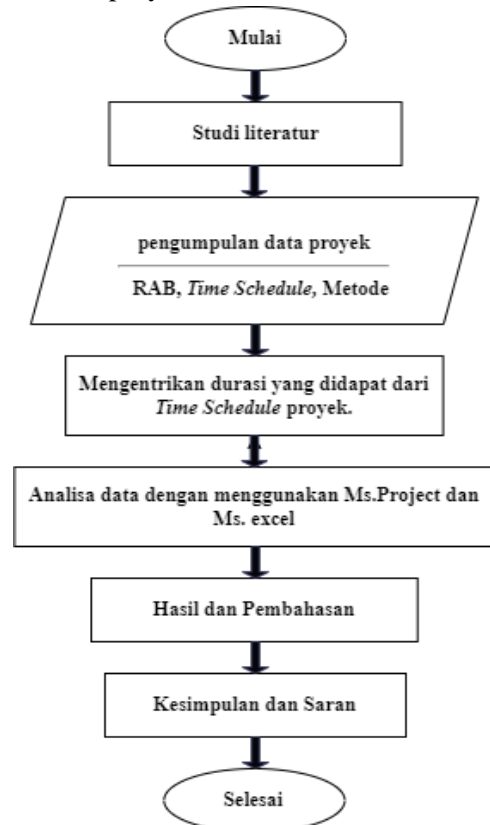 Mulai
Studi literatur
pengumpulan data proyek
RAB, Time Schedule, Metode
Mengentrikan durasi yang didapat dari
Time Schedule proyek.
Analisa data dengan menggunakan Ms.Project dan
Ms. excel
Hasil dan Pembahasan
Kesimpulan dan Saran
Selesai